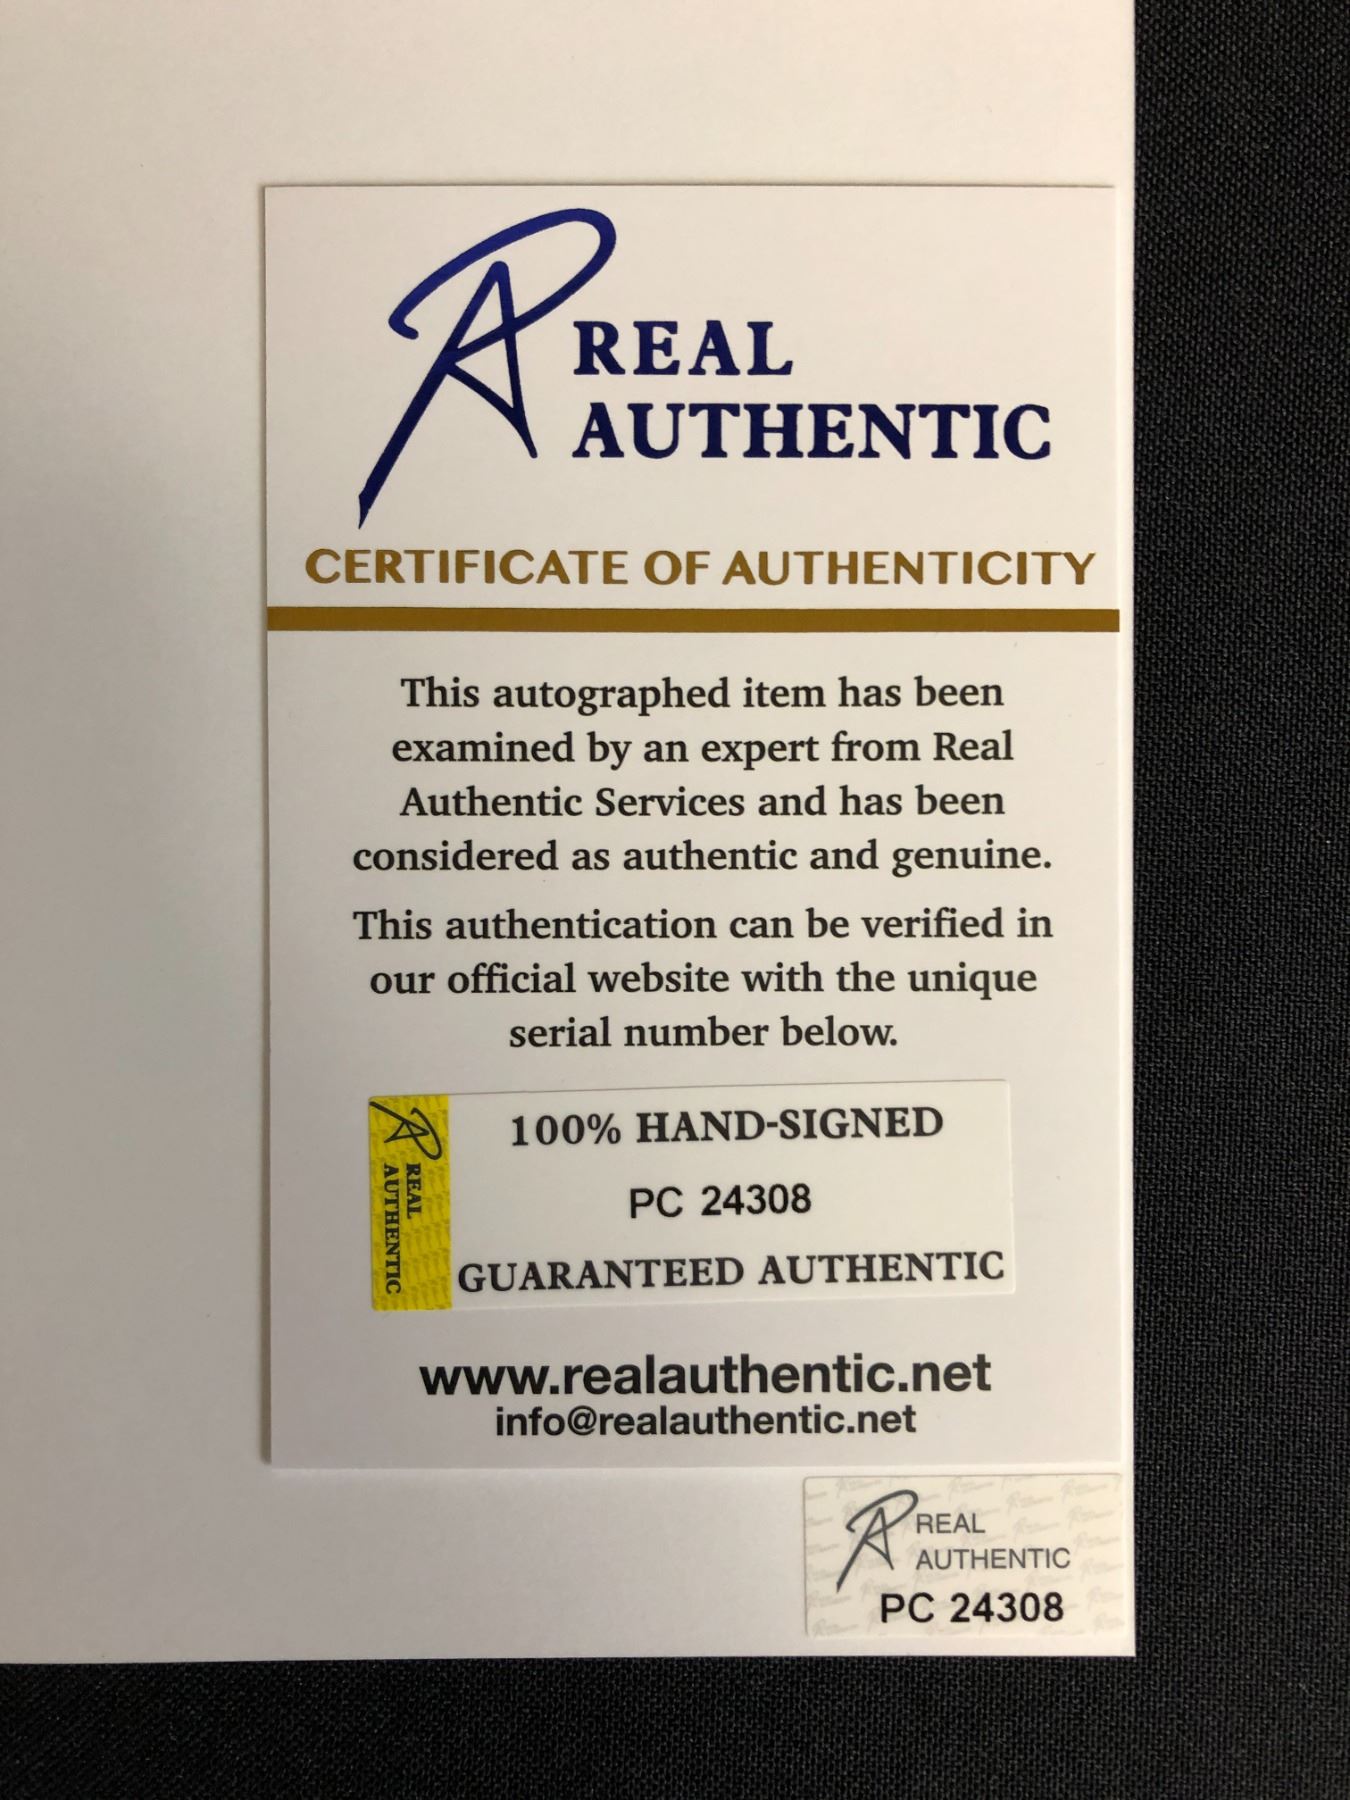 REAL
AUTHENTIC
CERTIFICATE OF AUTHENTICITY
This autographed item has been
examined by an expert from Real
Authentic Services and has been
considered as authentic and genuine.
This authentication can be verified in
our official website with the unique
serial number below.
REAL
AUTHENTIC
100% HAND-SIGNED
PC 24308
GUARANTEED AUTHENTIC
www.realauthentic.net
info@realauthentic.net
REAL
AUTHENTIC
PC 24308